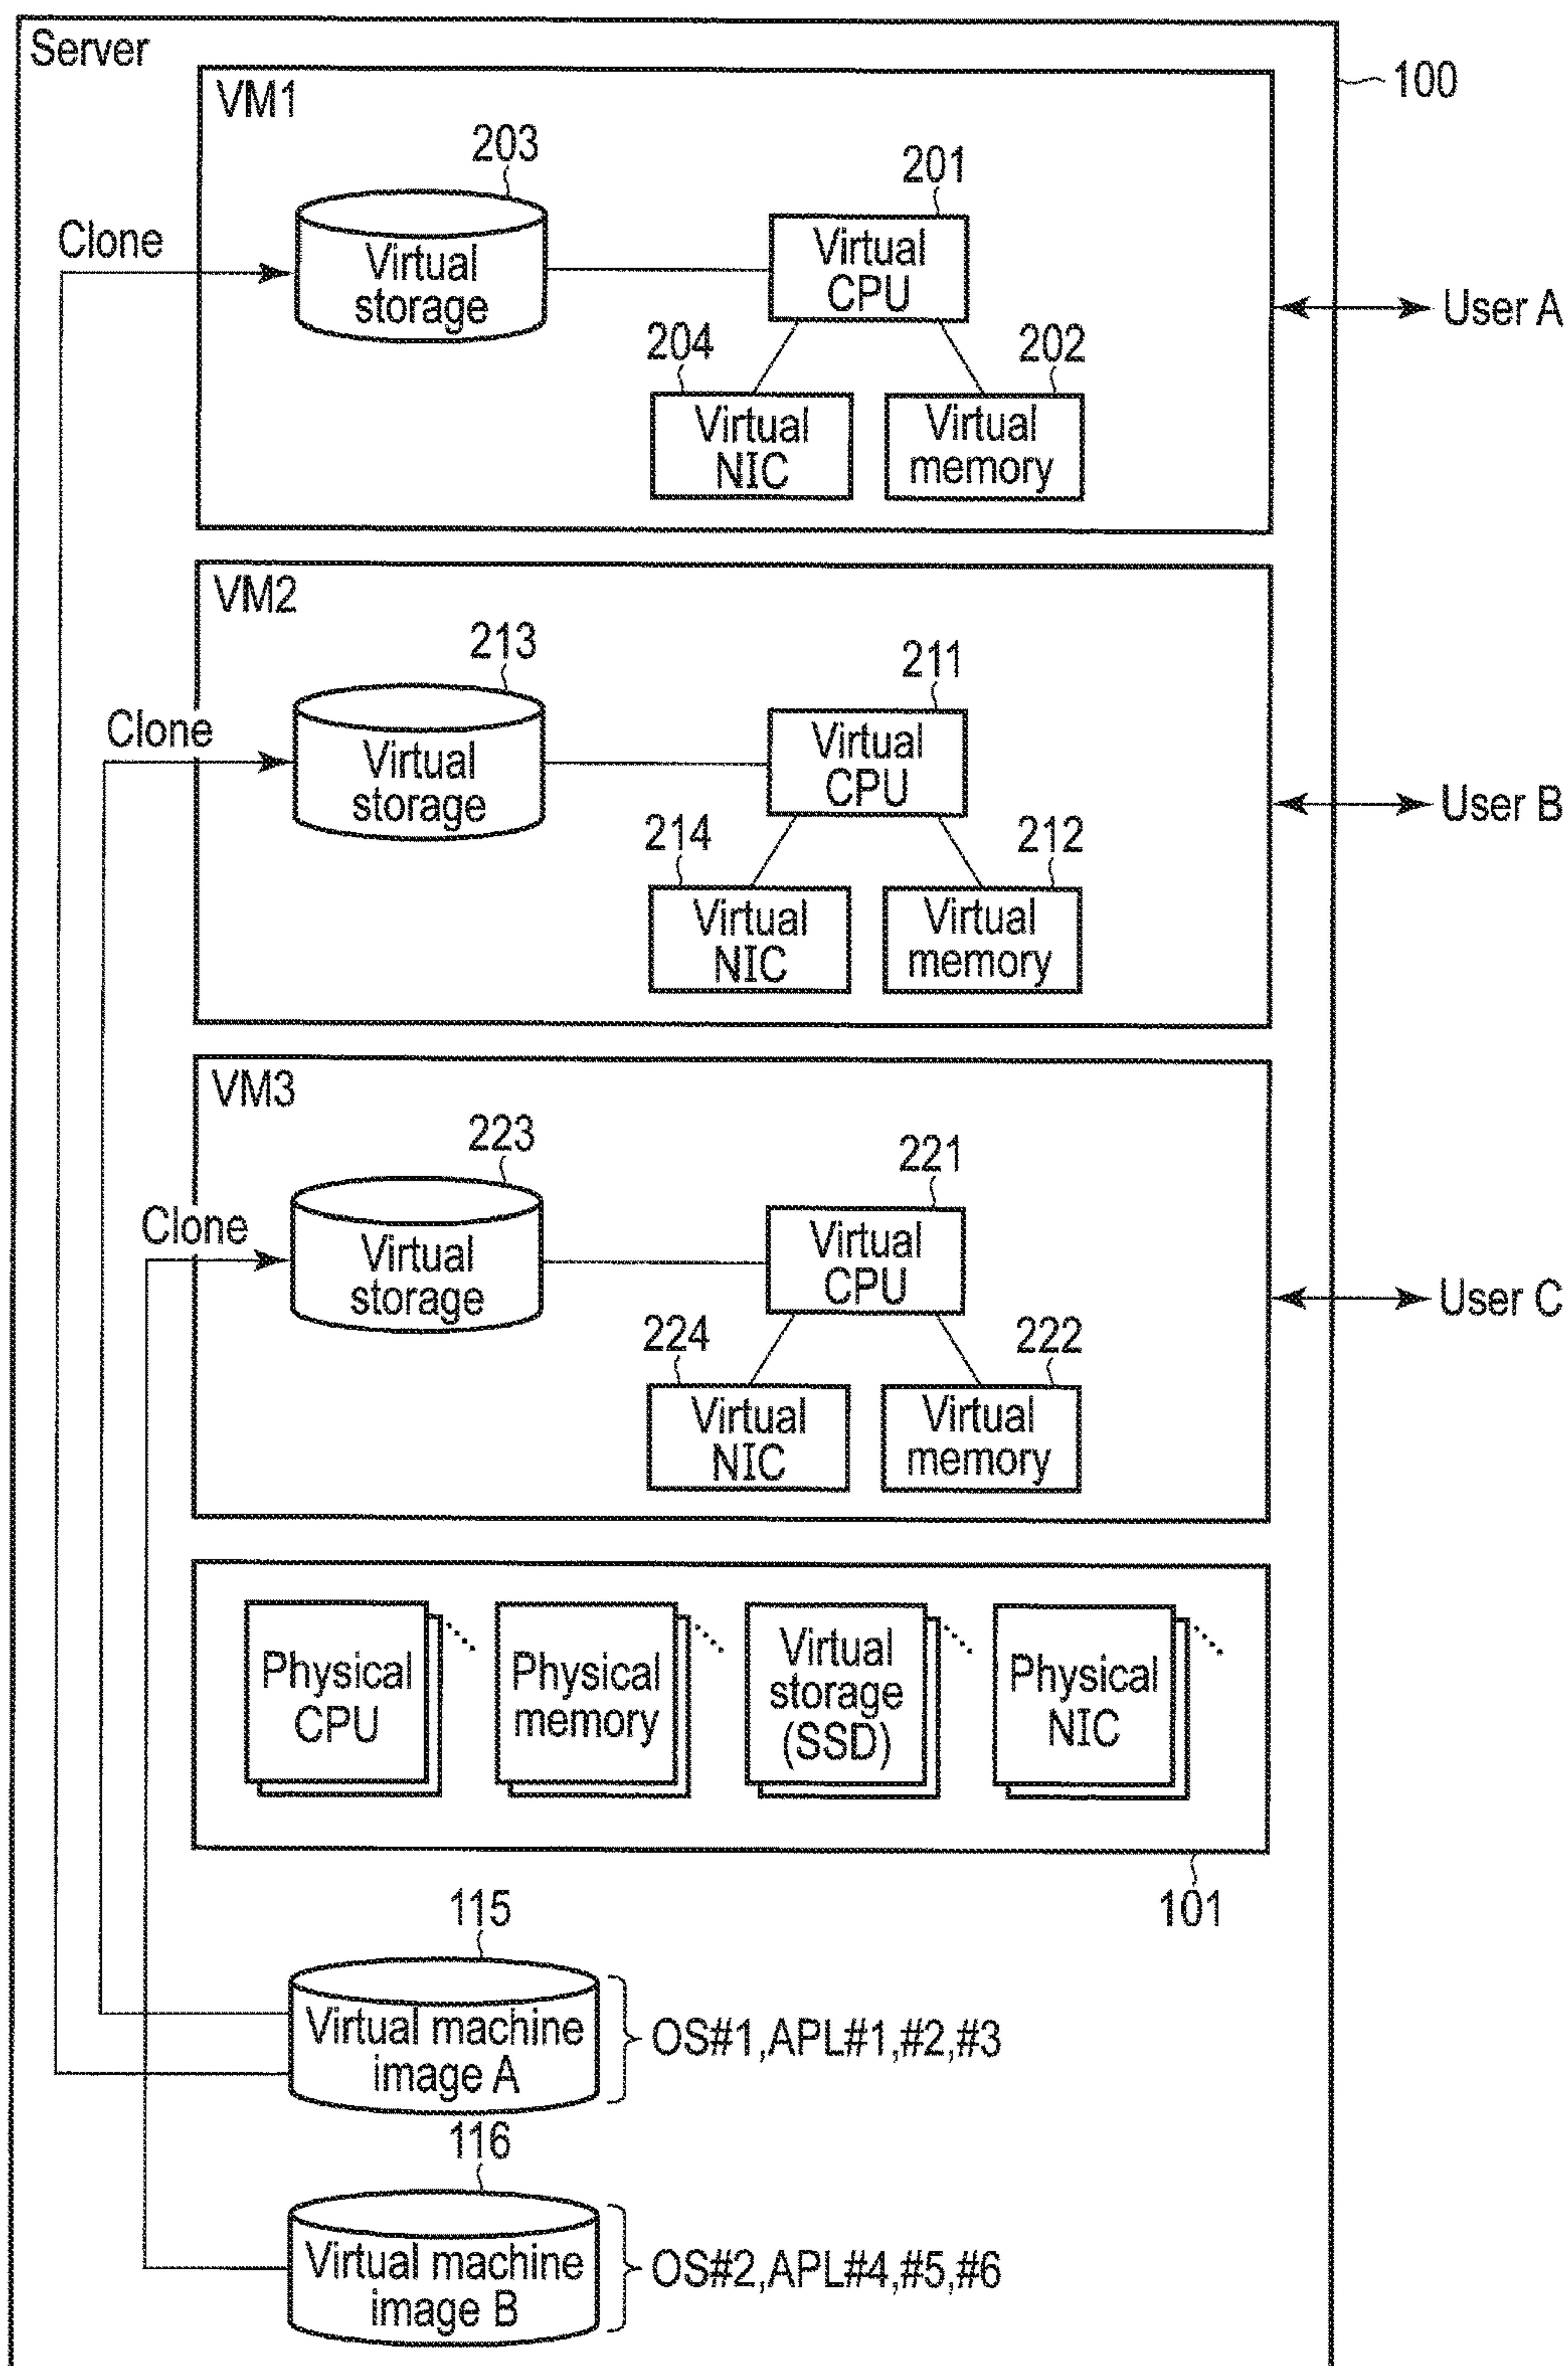 Server
100
VM1
203
201
Clone
Virtual
storage
Virtual
CPU
User A
204
202
Virtual
NIC
Virtual
memory
VM2
213
211
Clone
Virtual
storage
Virtual
CPU
User B
214
212
Virtual
NIC
Virtual
memory
VM3
223
221
Clone
Virtual
storage
Virtual
CPU
User C
224
222
Virtual
NIC
Virtual
memory
Physical
CPU
Physical
memory
Virtual
storage
(SSD)
Physical
NIC
101
115
Virtual machine
image A
OS#1,APL#1,#2,#3
116
Virtual machine
image B
OS#2,APL#4,#5,#6